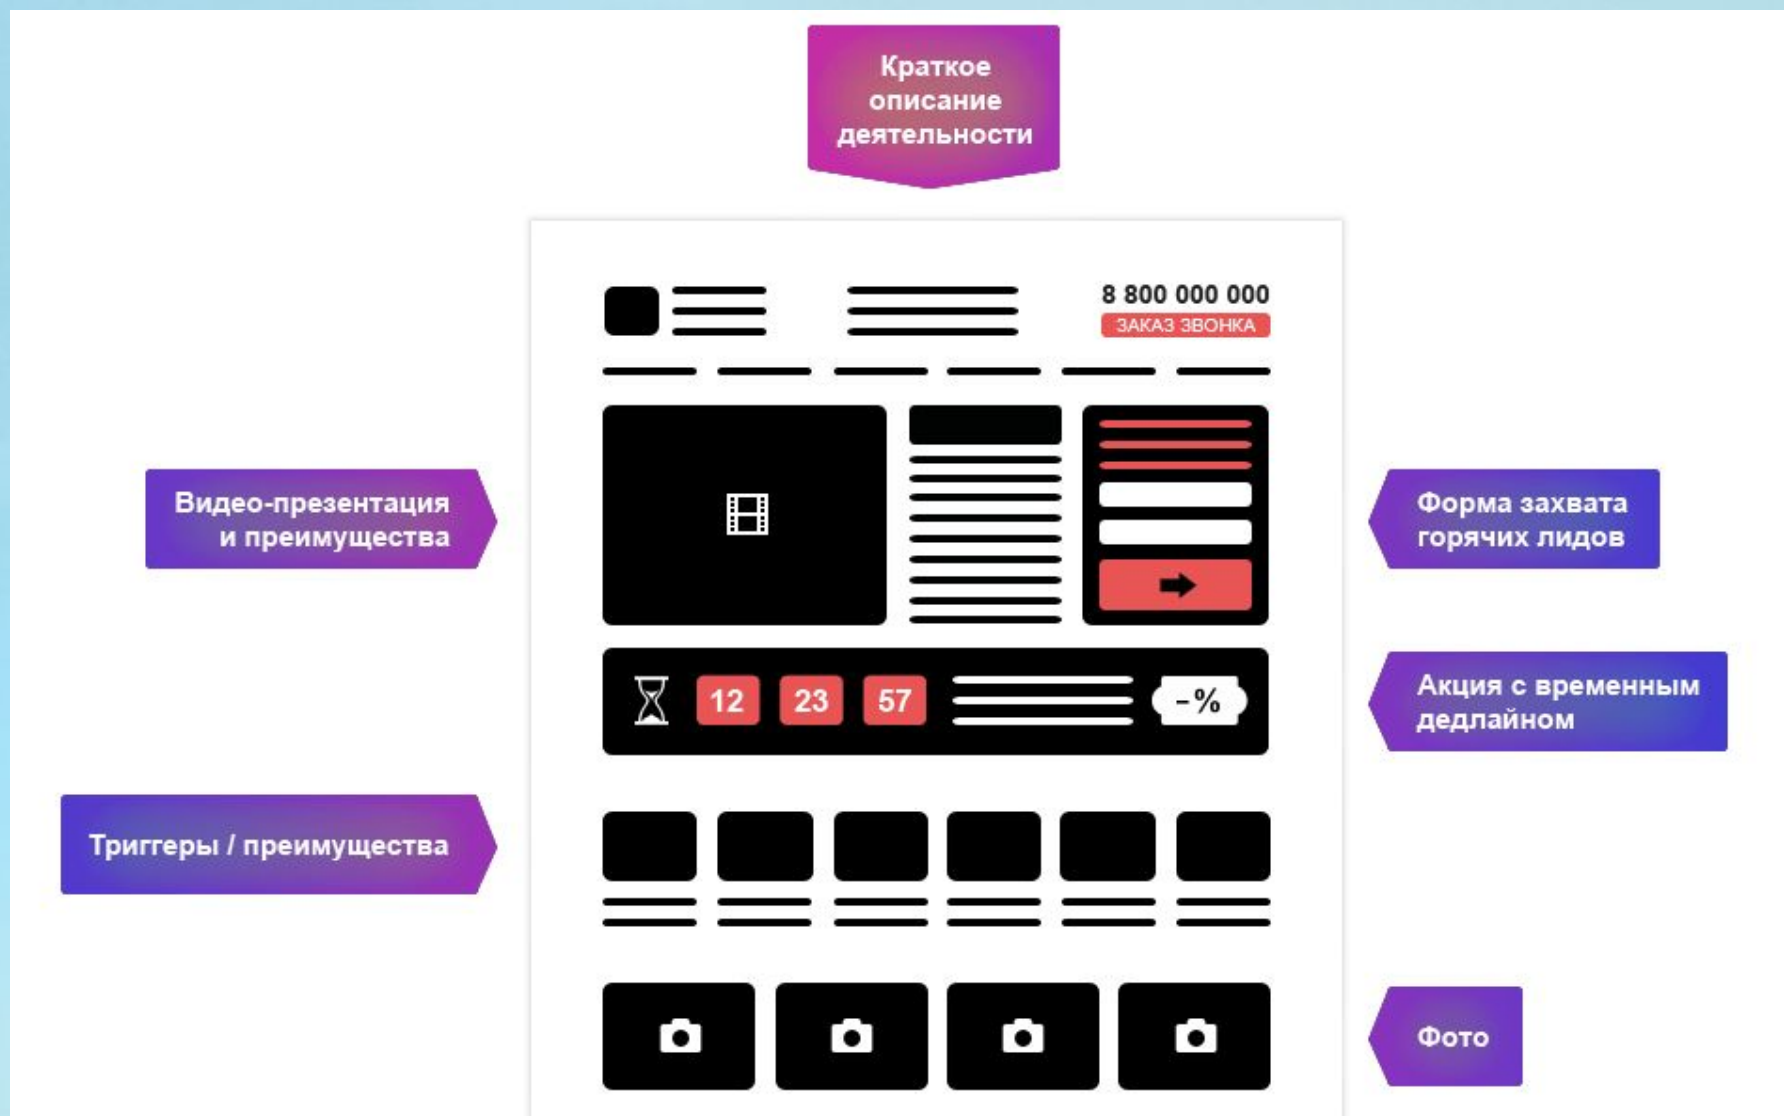 Краткое
описание
деятельности
8 800 000 000
ЗАКАЗ ЗВОНКА
Видео-презентация
и преимущества
Форма захвата
горячих лидов
12 23 57 -%
Акция с временным
дедлайном
Триггеры / преимущества
Фото